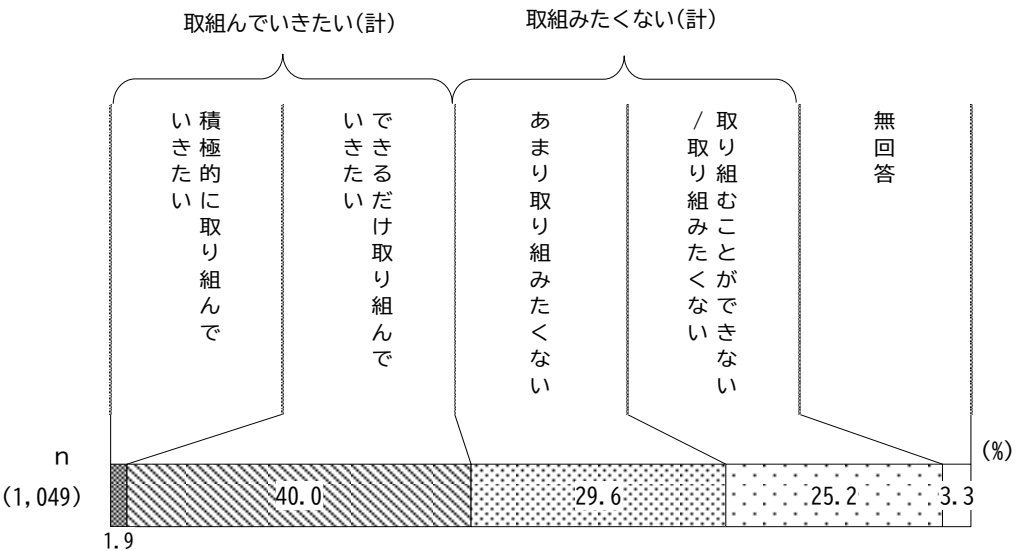 取組んでいきたい(計)
取組みたくない(計)
積極的に取り組んで
いきたい
できるだけ取り組んで
いきたい
あまり取り組みたくない
取り組むことができない
/取り組みたくない
無回答
n
(%)
(1,049)
40.0
29.6
25.2
3.3
1.9